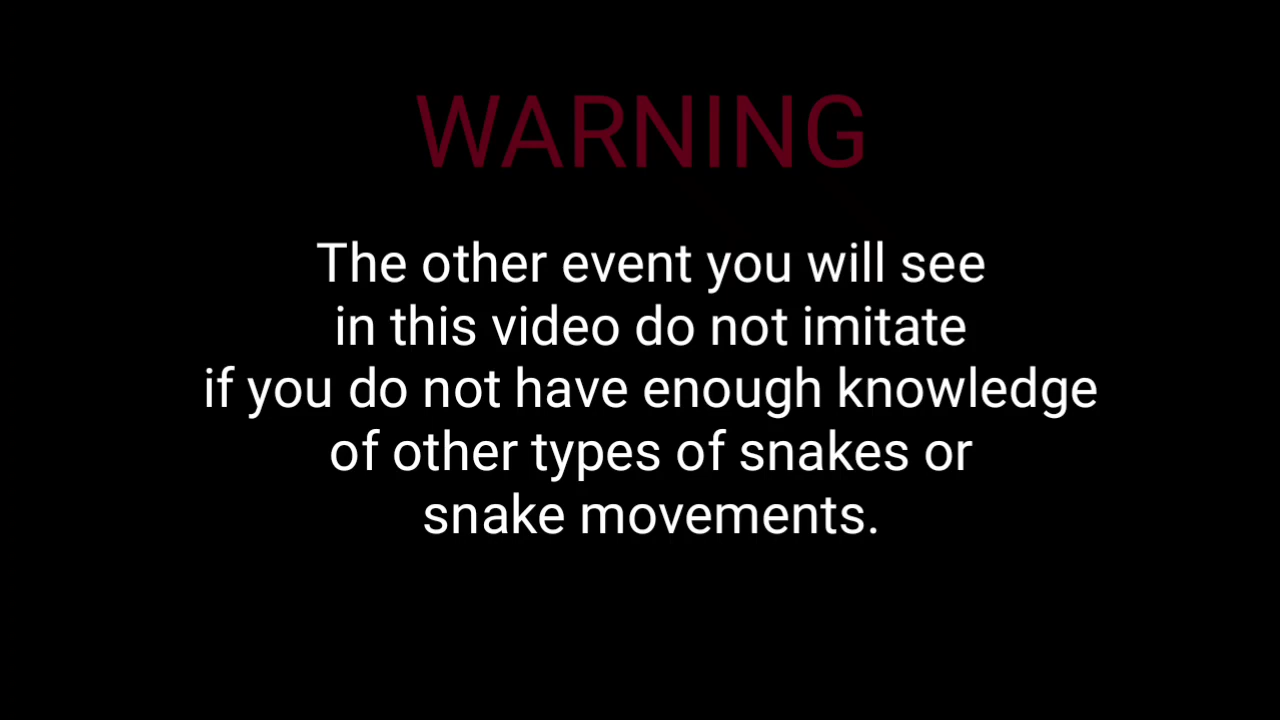 WARNING
The other event you will see
in this video do not imitate
if you do not have enough knowledge
of other types of snakes or
snake movements.